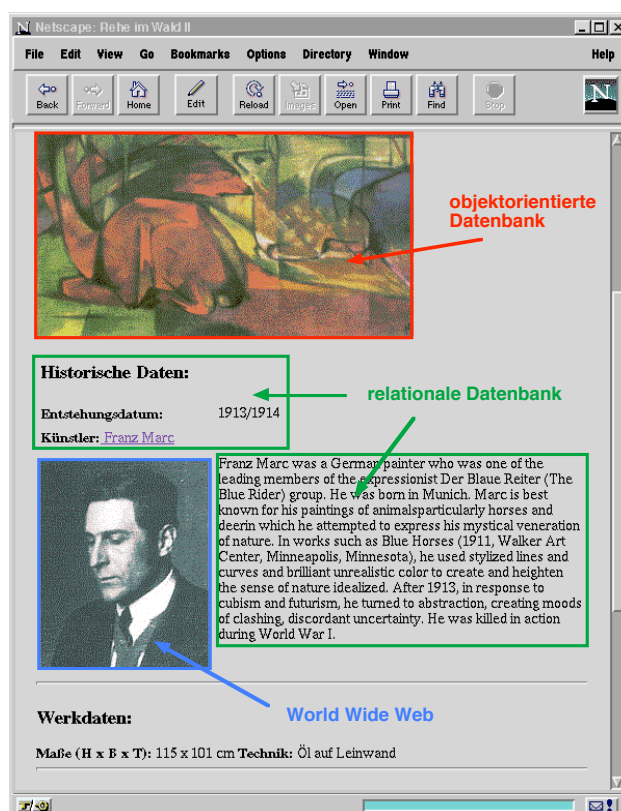 Netscape: Rehe im Wald II
File Edit View Go Bookmarks Options Directory Window Help
Back Forward Home Edit Reload Images Open Print Find Stop
N
objektorientierte
Datenbank
Historische Daten:
relationale Datenbank
Entstehungsdatum: 1913/1914
Künstler: Franz Marc
Franz Marc was a German painter who was one of the
leading members of the expressionist Der Blaue Reiter (The
Blue Rider) group. He was born in Munich. Marc is best
known for his paintings of animalsparticularly horses and
deerin which he attempted to express his mystical veneration
of nature. In works such as Blue Horses (1911, Walker Art
Center, Minneapolis, Minnesota), he used stylized lines and
curves and brilliant unrealistic color to create and heighten
the sense of nature idealized. After 1913, in response to
cubism and futurism, he turned to abstraction, creating moods
of clashing, discordant uncertainty. He was killed in action
during World War I.
World Wide Web
Werkdaten:
Maße (H x B x T): 115 x 101 cm Technik: Öl auf Leinwand